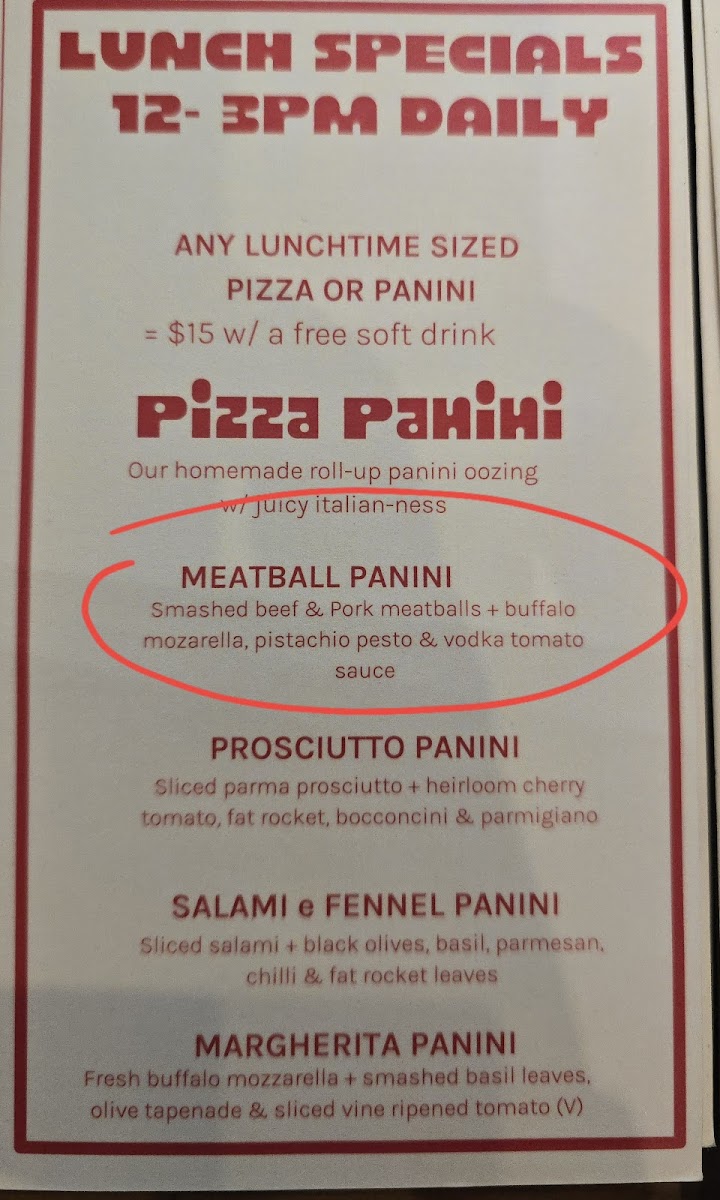 LUNCH SPECIALS
12- 3PM DAILY
ANY LUNCHTIME SIZED
PIZZA OR PANINI
= $15 w/ a free soft drink
Pizza Panini
Our homemade roll-up panini oozing
w/ juicy italian-ness
MEATBALL PANINI
Smashed beef & Pork meatballs + buffalo
mozarella, pistachio pesto & vodka tomato
sauce
PROSCIUTTO PANINI
Sliced parma prosciutto + heirloom cherry
tomato, fat rocket, bocconcini & parmigiano
SALAMI e FENNEL PANINI
Sliced salami + black olives, basil, parmesan,
chilli & fat rocket leaves
MARGHERITA PANINI
Fresh buffalo mozzarella + smashed basil leaves,
olive tapenade & sliced vine ripened tomato (V)